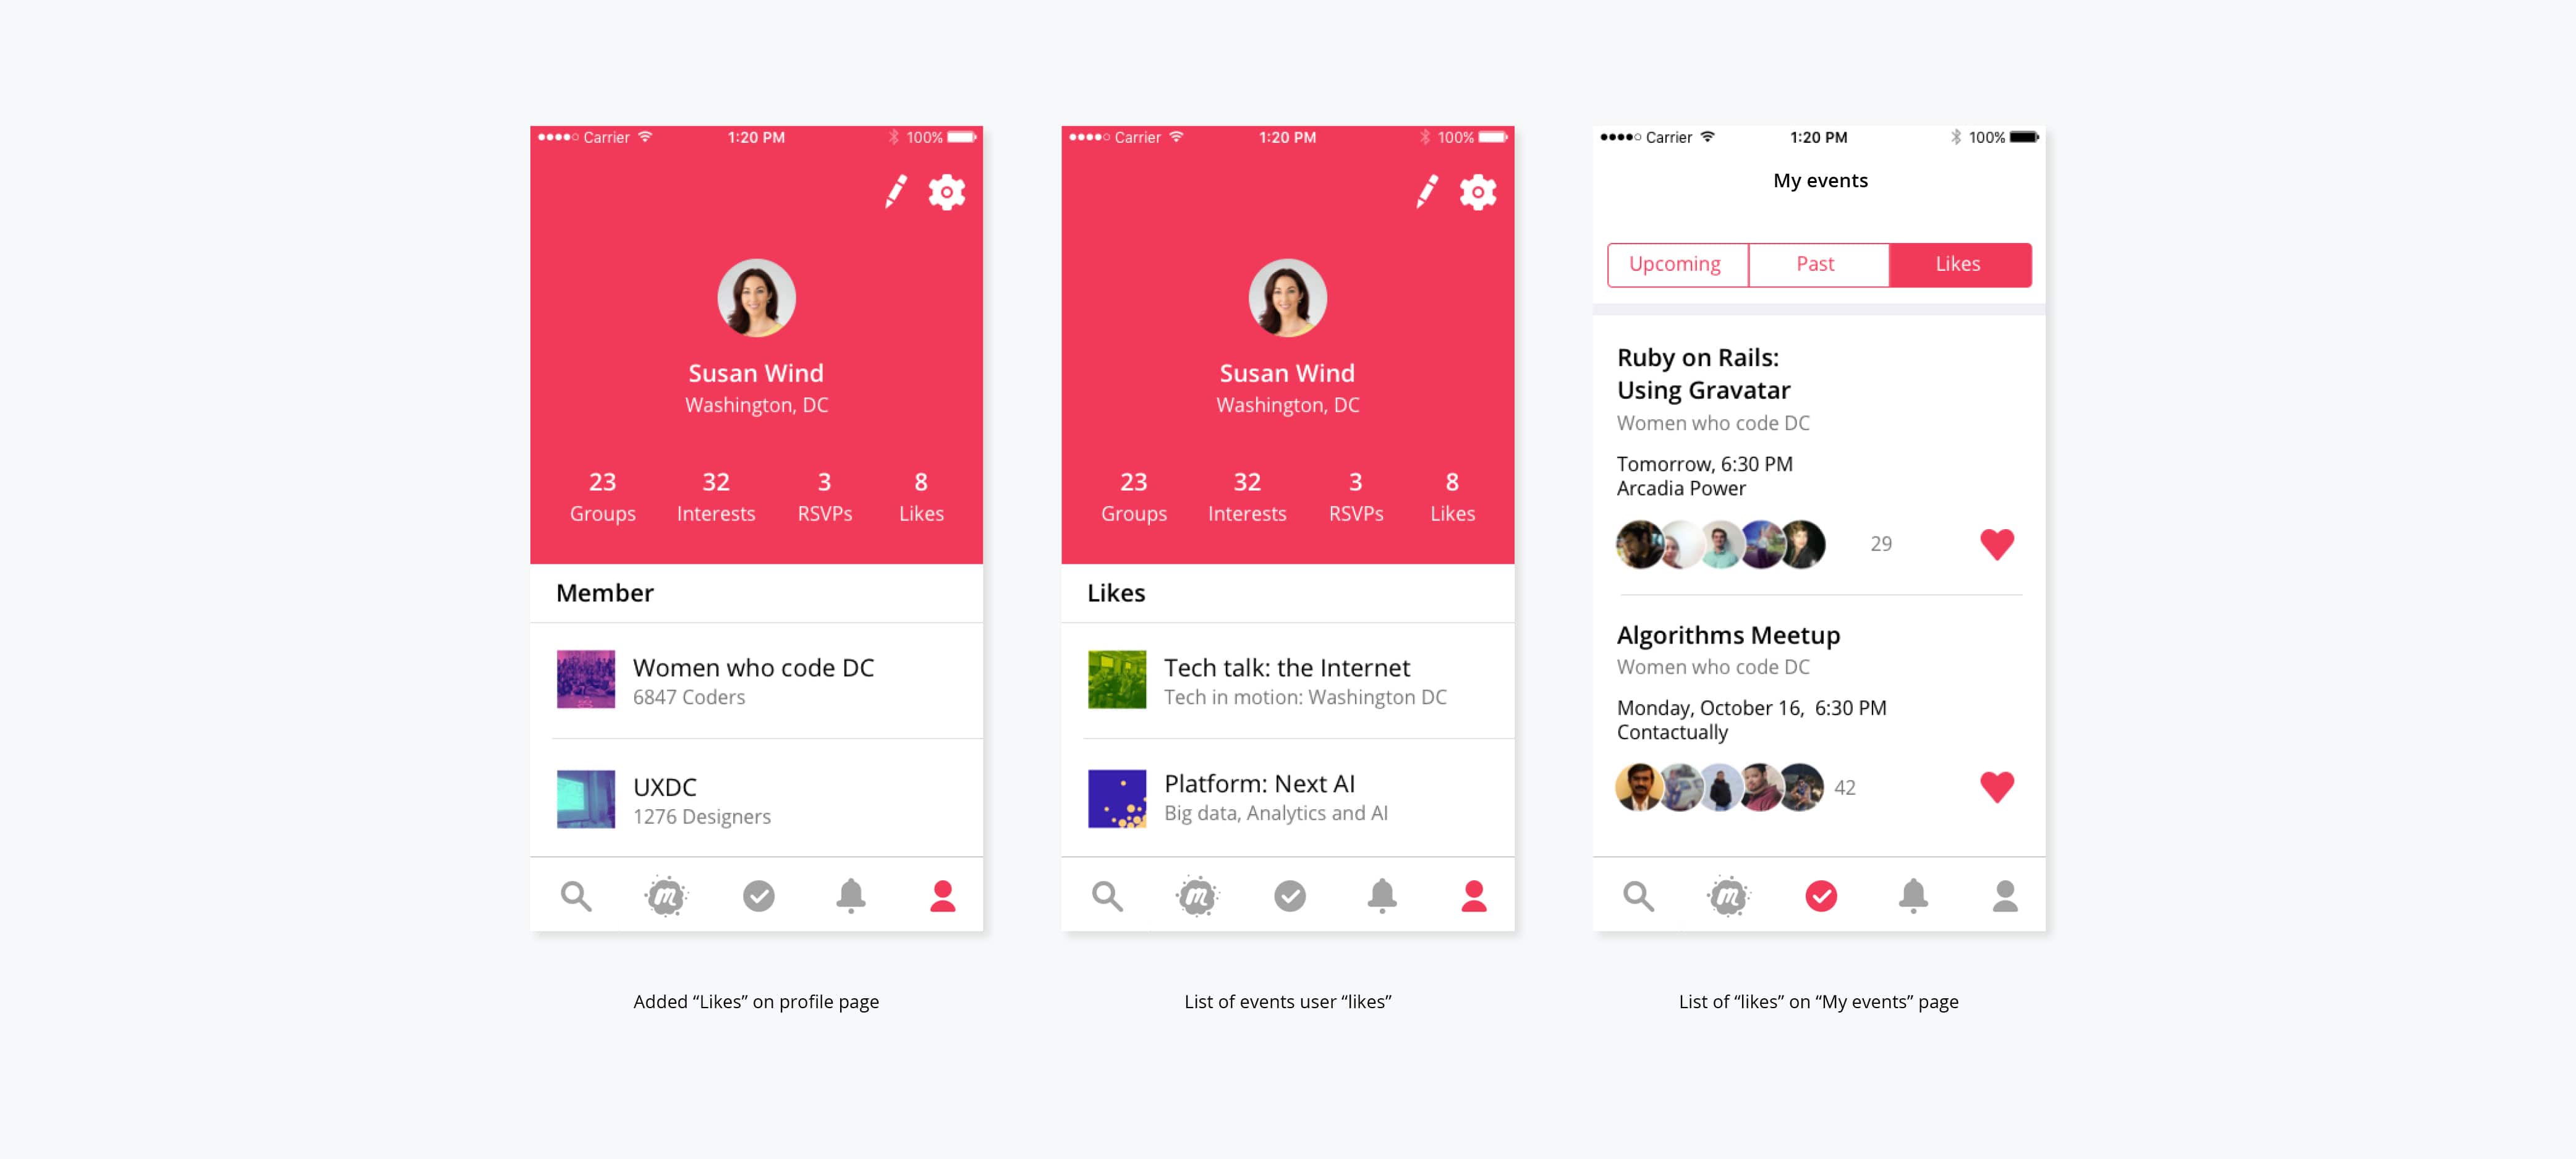 Carrier 1:20 PM 100%
Susan Wind
Washington, DC
23 32 3 8
Groups Interests RSVPs Likes
Member
Women who code DC
6847 Coders
UXDC
1276 Designers
m
Added “Likes” on profile page
Carrier 1:20 PM 100%
Susan Wind
Washington, DC
23 32 3 8
Groups Interests RSVPs Likes
Likes
Tech talk: the Internet
Tech in motion: Washington DC
Platform: Next AI
Big data, Analytics and AI
m
List of events user “likes”
Carrier 1:20 PM 100%
My events
Upcoming Past Likes
Ruby on Rails:
Using Gravatar
Women who code DC
Tomorrow, 6:30 PM
Arcadia Power
29
Algorithms Meetup
Women who code DC
Monday, October 16, 6:30 PM
Contactually
42
m
List of “likes” on “My events” page